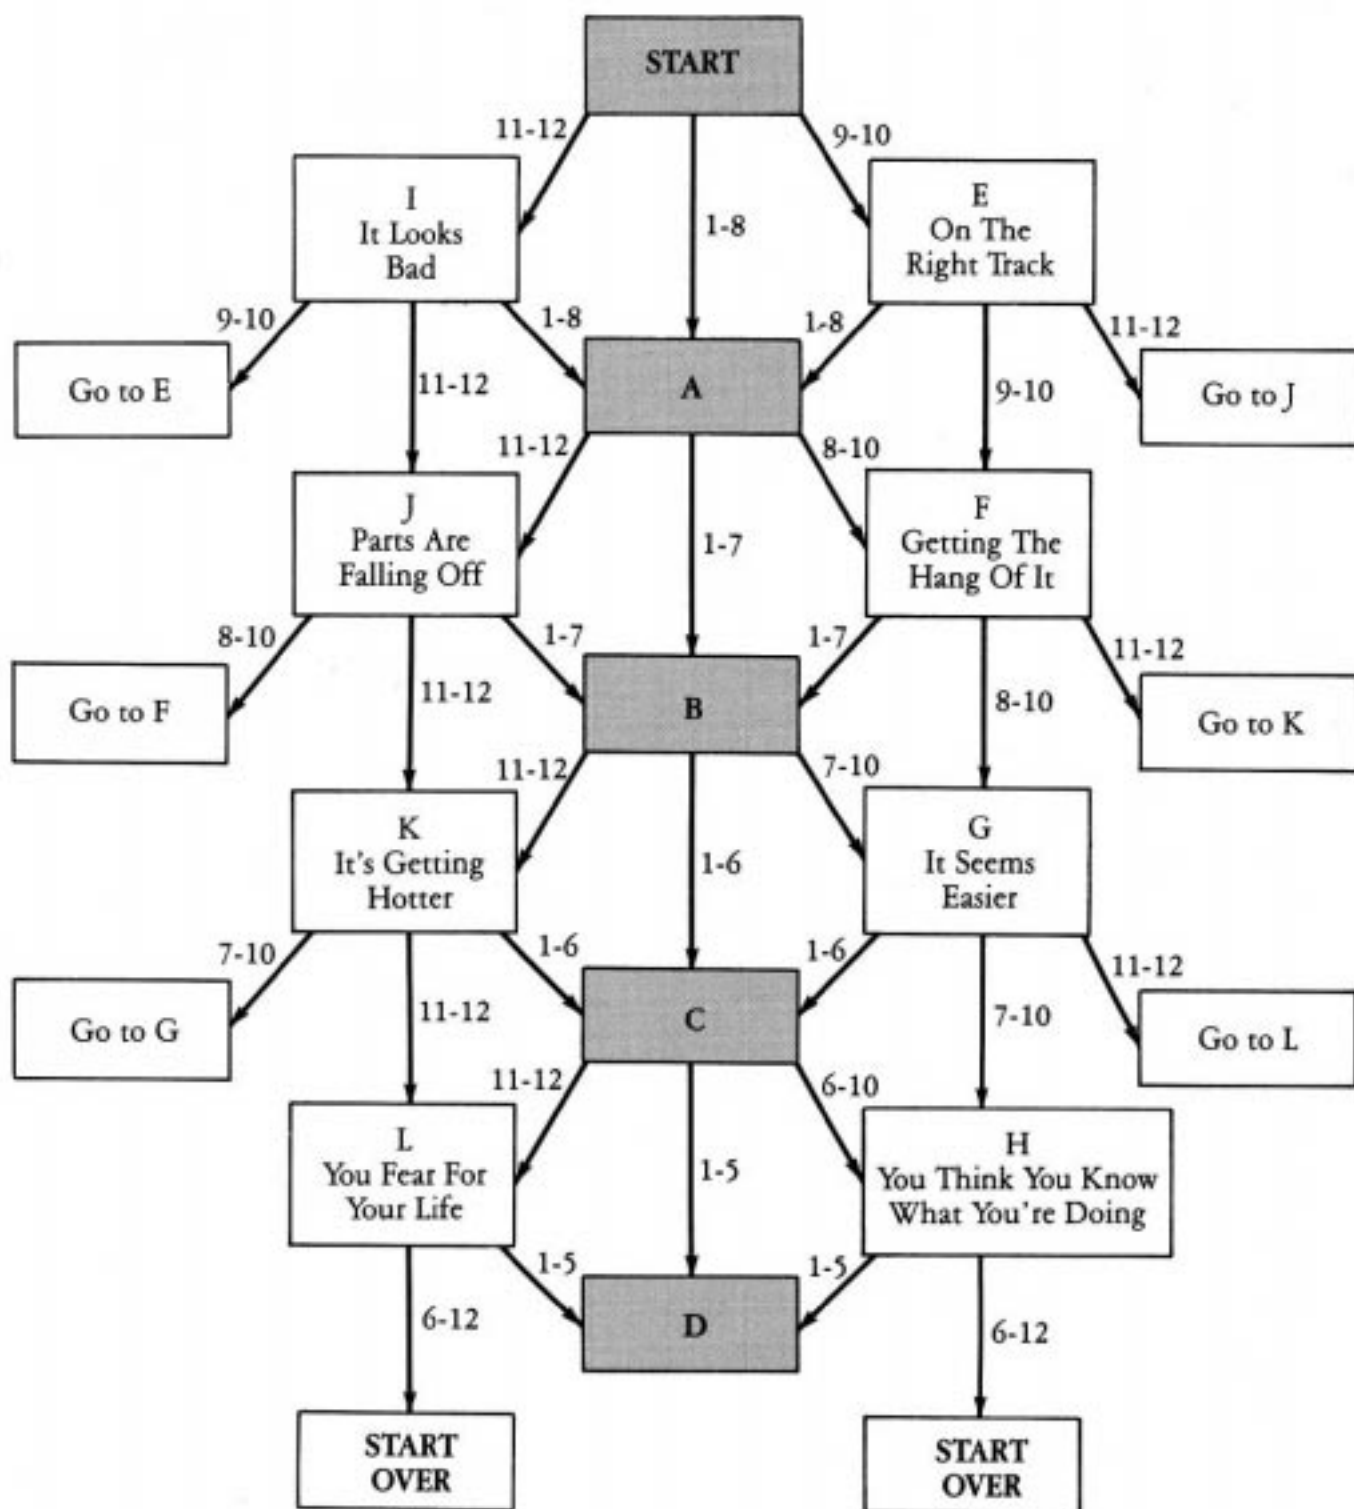 START
11-12
9-10
I
It Looks
Bad
1-8
E
On The
Right Track
9-10
1-8
1-8
11-12
Go to E
11-12
A
9-10
Go to J
11-12
8-10
J
Parts Are
Falling Off
1-7
F
Getting The
Hang Of It
8-10
1-7
1-7
11-12
Go to F
11-12
B
8-10
Go to K
11-12
7-10
K
It's Getting
Hotter
1-6
G
It Seems
Easier
7-10
1-6
1-6
11-12
Go to G
11-12
C
7-10
Go to L
11-12
6-10
L
You Fear For
Your Life
1-5
H
You Think You Know
What You're Doing
1-5
1-5
6-12
D
6-12
START
OVER
START
OVER